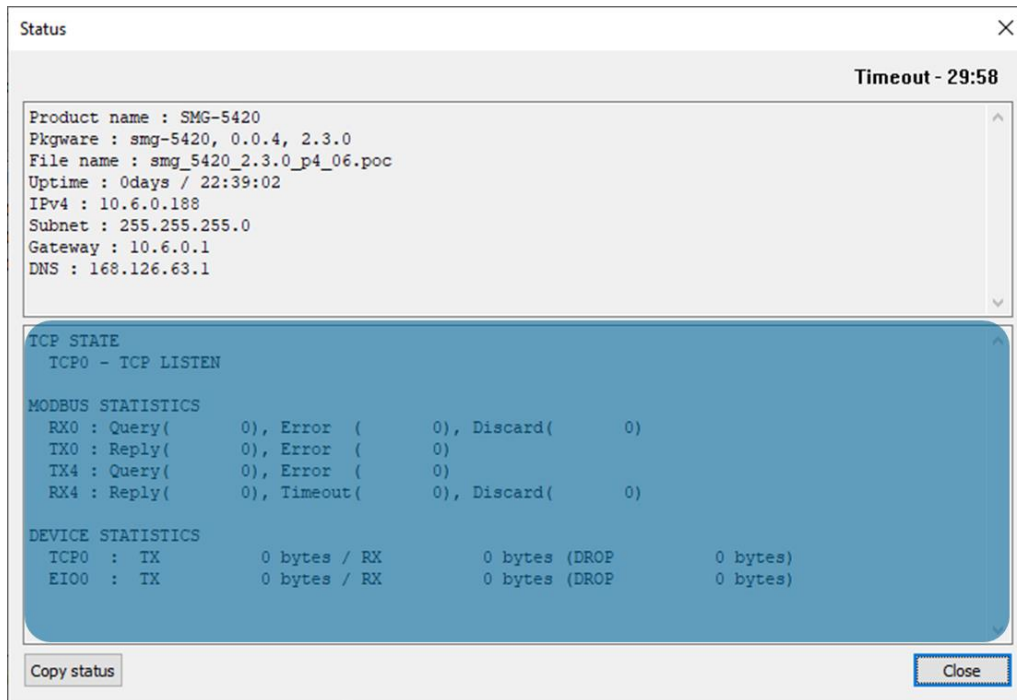 Status
Timeout - 29:58
Product name : SMG-5420
Pkgware : smg-5420, 0.0.4, 2.3.0
File name : smg_5420_2.3.0_p4_06.poc
Uptime : 0days / 22:39:02
IPv4 : 10.6.0.188
Subnet : 255.255.255.0
Gateway : 10.6.0.1
DNS : 168.126.63.1
TCP STATE
TCP0 - TCP LISTEN
MODBUS STATISTICS
RX0 : Query(        0), Error  (        0), Discard(        0)
TX0 : Reply(        0), Error  (        0)
TX4 : Query(        0), Error  (        0)
RX4 : Reply(        0), Timeout(        0), Discard(        0)
DEVICE STATISTICS
TCP0  :  TX          0 bytes / RX          0 bytes (DROP          0 bytes)
EIO0  :  TX          0 bytes / RX          0 bytes (DROP          0 bytes)
Copy status
Close